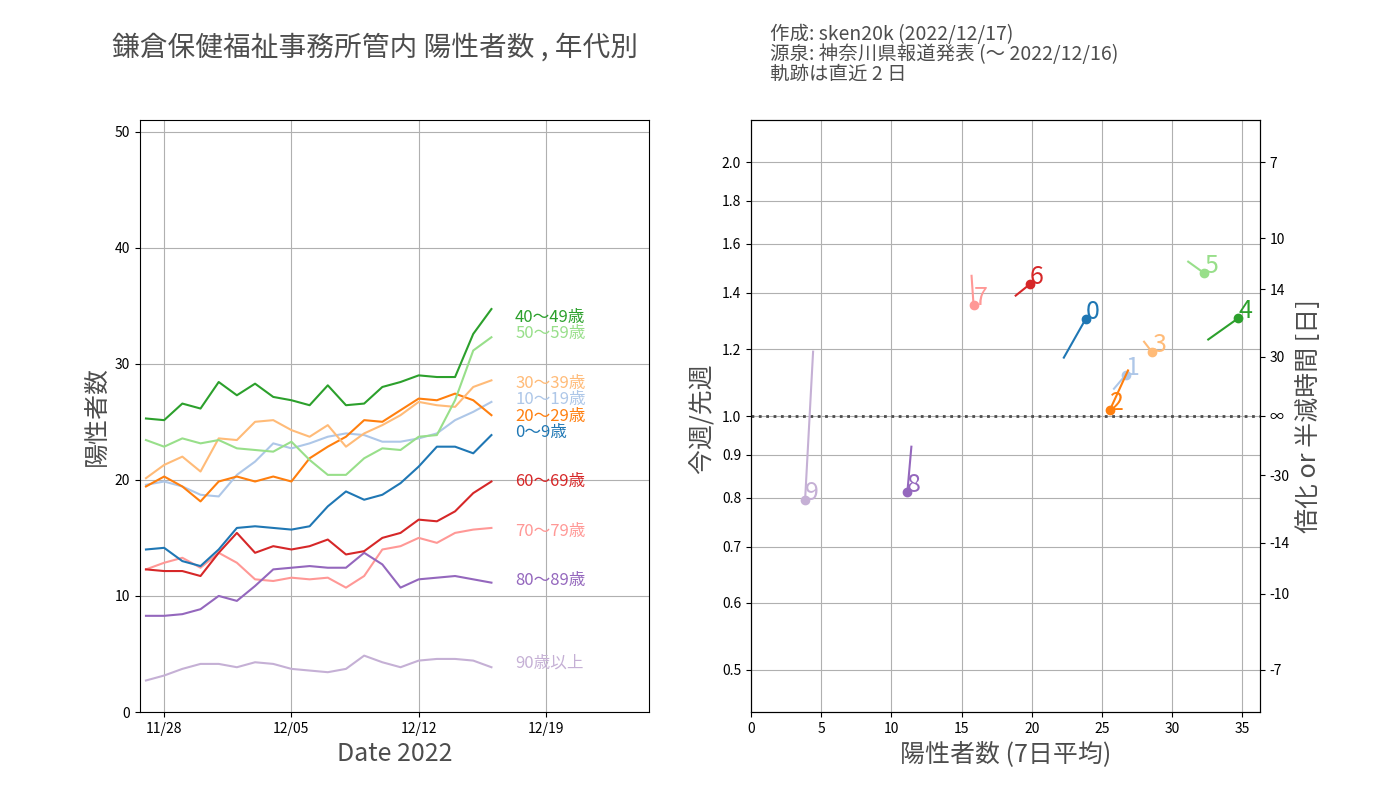 鎌倉保健福祉事務所管内 陽性者数 , 年代別
作成: sken20k (2022/12/17)
源泉: 神奈川県報道発表 (～ 2022/12/16)
軌跡は直近 2 日
陽性者数
50
40
30
20
10
0
11/28
12/05
12/12
12/19
Date 2022
40～49歳
50～59歳
30～39歳
10～19歳
20～29歳
0～9歳
60～69歳
70～79歳
80～89歳
90歳以上
今週/先週
2.0
1.8
1.6
1.4
1.2
1.0
0.9
0.8
0.7
0.6
0.5
5
7
6
0
4
3
1
2
9
8
7
10
14
30
∞
-30
-14
-10
-7
倍化 or 半減時間 [日]
0
5
10
15
20
25
30
35
陽性者数 (7日平均)